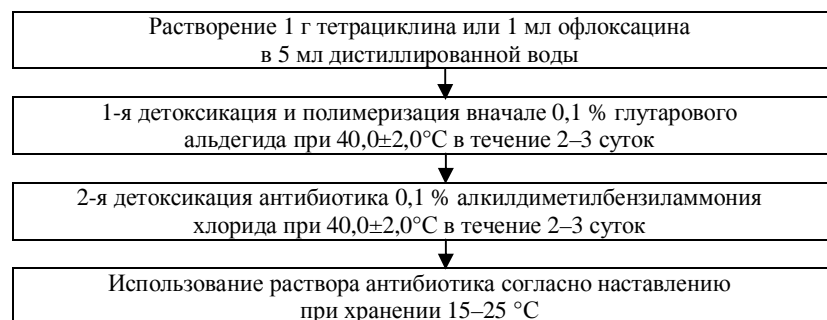 Растворение 1 г тетрациклина или 1 мл офлоксацина
в 5 мл дистиллированной воды
1-я детоксикация и полимеризация вначале 0,1 % глутарового
альдегида при 40,0±2,0°С в течение 2–3 суток
2-я детоксикация антибиотика 0,1 % алкилдиметилбензиламмония
хлорида при 40,0±2,0°С в течение 2–3 суток
Использование раствора антибиотика согласно наставлению
при хранении 15–25 °С